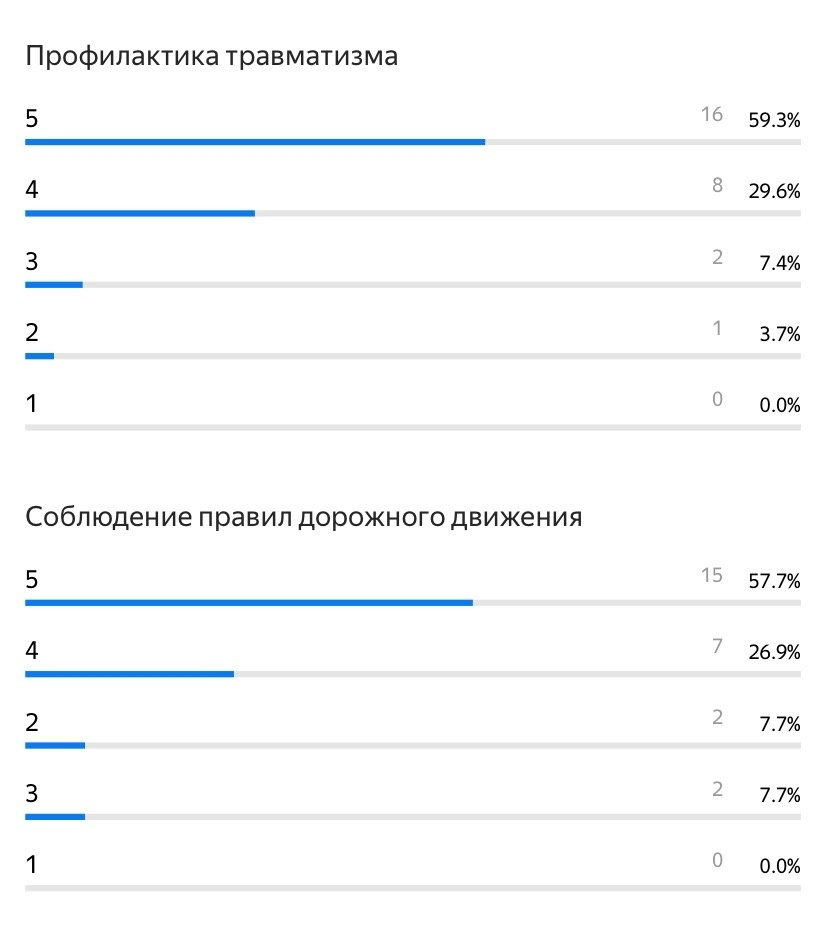 Профилактика травматизма
5 16 59.3%
4 8 29.6%
3 2 7.4%
2 1 3.7%
1 0 0.0%
Соблюдение правил дорожного движения
5 15 57.7%
4 7 26.9%
2 2 7.7%
3 2 7.7%
1 0 0.0%